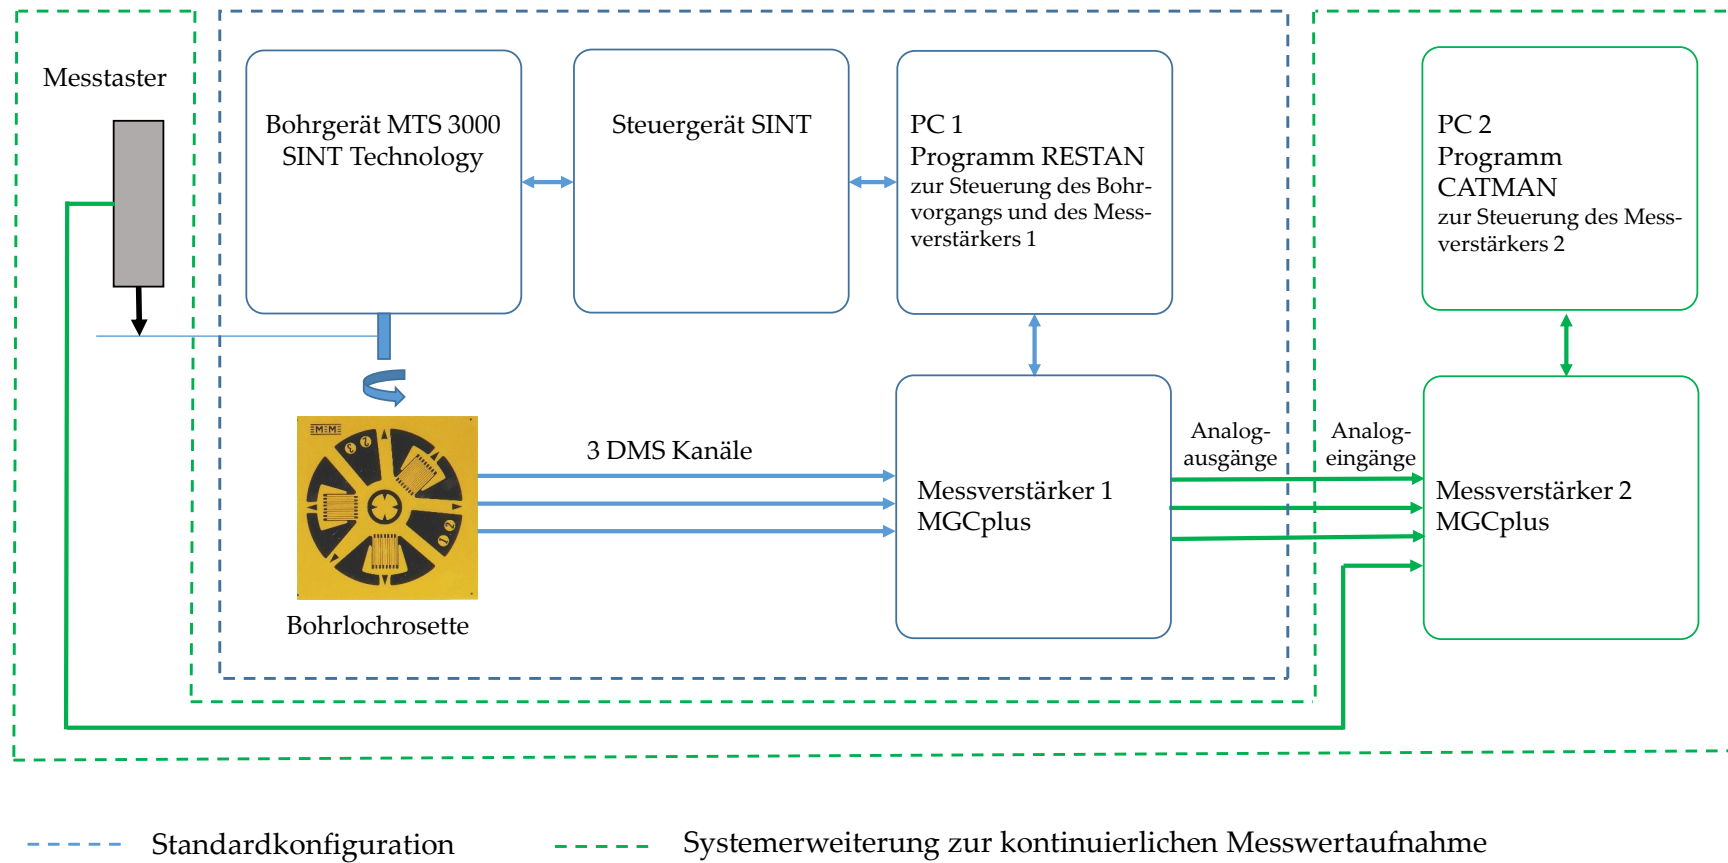 Messtaster
Bohrgerät MTS 3000
SINT Technology
Steuergerät SINT
PC 1
Programm RESTAN
zur Steuerung des Bohr-
vorgangs und des Mess-
verstärkers 1
PC 2
Programm
CATMAN
zur Steuerung des Mess-
verstärkers 2
3 DMS Kanäle
Bohrlochrosette
Messverstärker 1
MGCplus
Analog-
ausgänge
Analog-
eingänge
Messverstärker 2
MGCplus
Standardkonfiguration
Systemerweiterung zur kontinuierlichen Messwertaufnahme